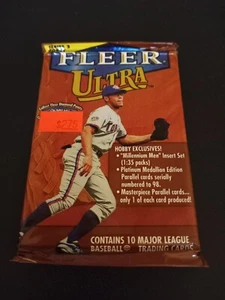 FLEER
ULTRA
$2.75
HOBBY EXCLUSIVES!
• "Millennium Men" Insert Set
(1:35 packs)
• Platinum Medallion Edition
Parallel cards serially
numbered to 98.
• Masterpiece Parallel cards...
only 1 of each card produced!
CONTAINS 10 MAJOR LEAGUE
BASEBALL TRADING CARDS